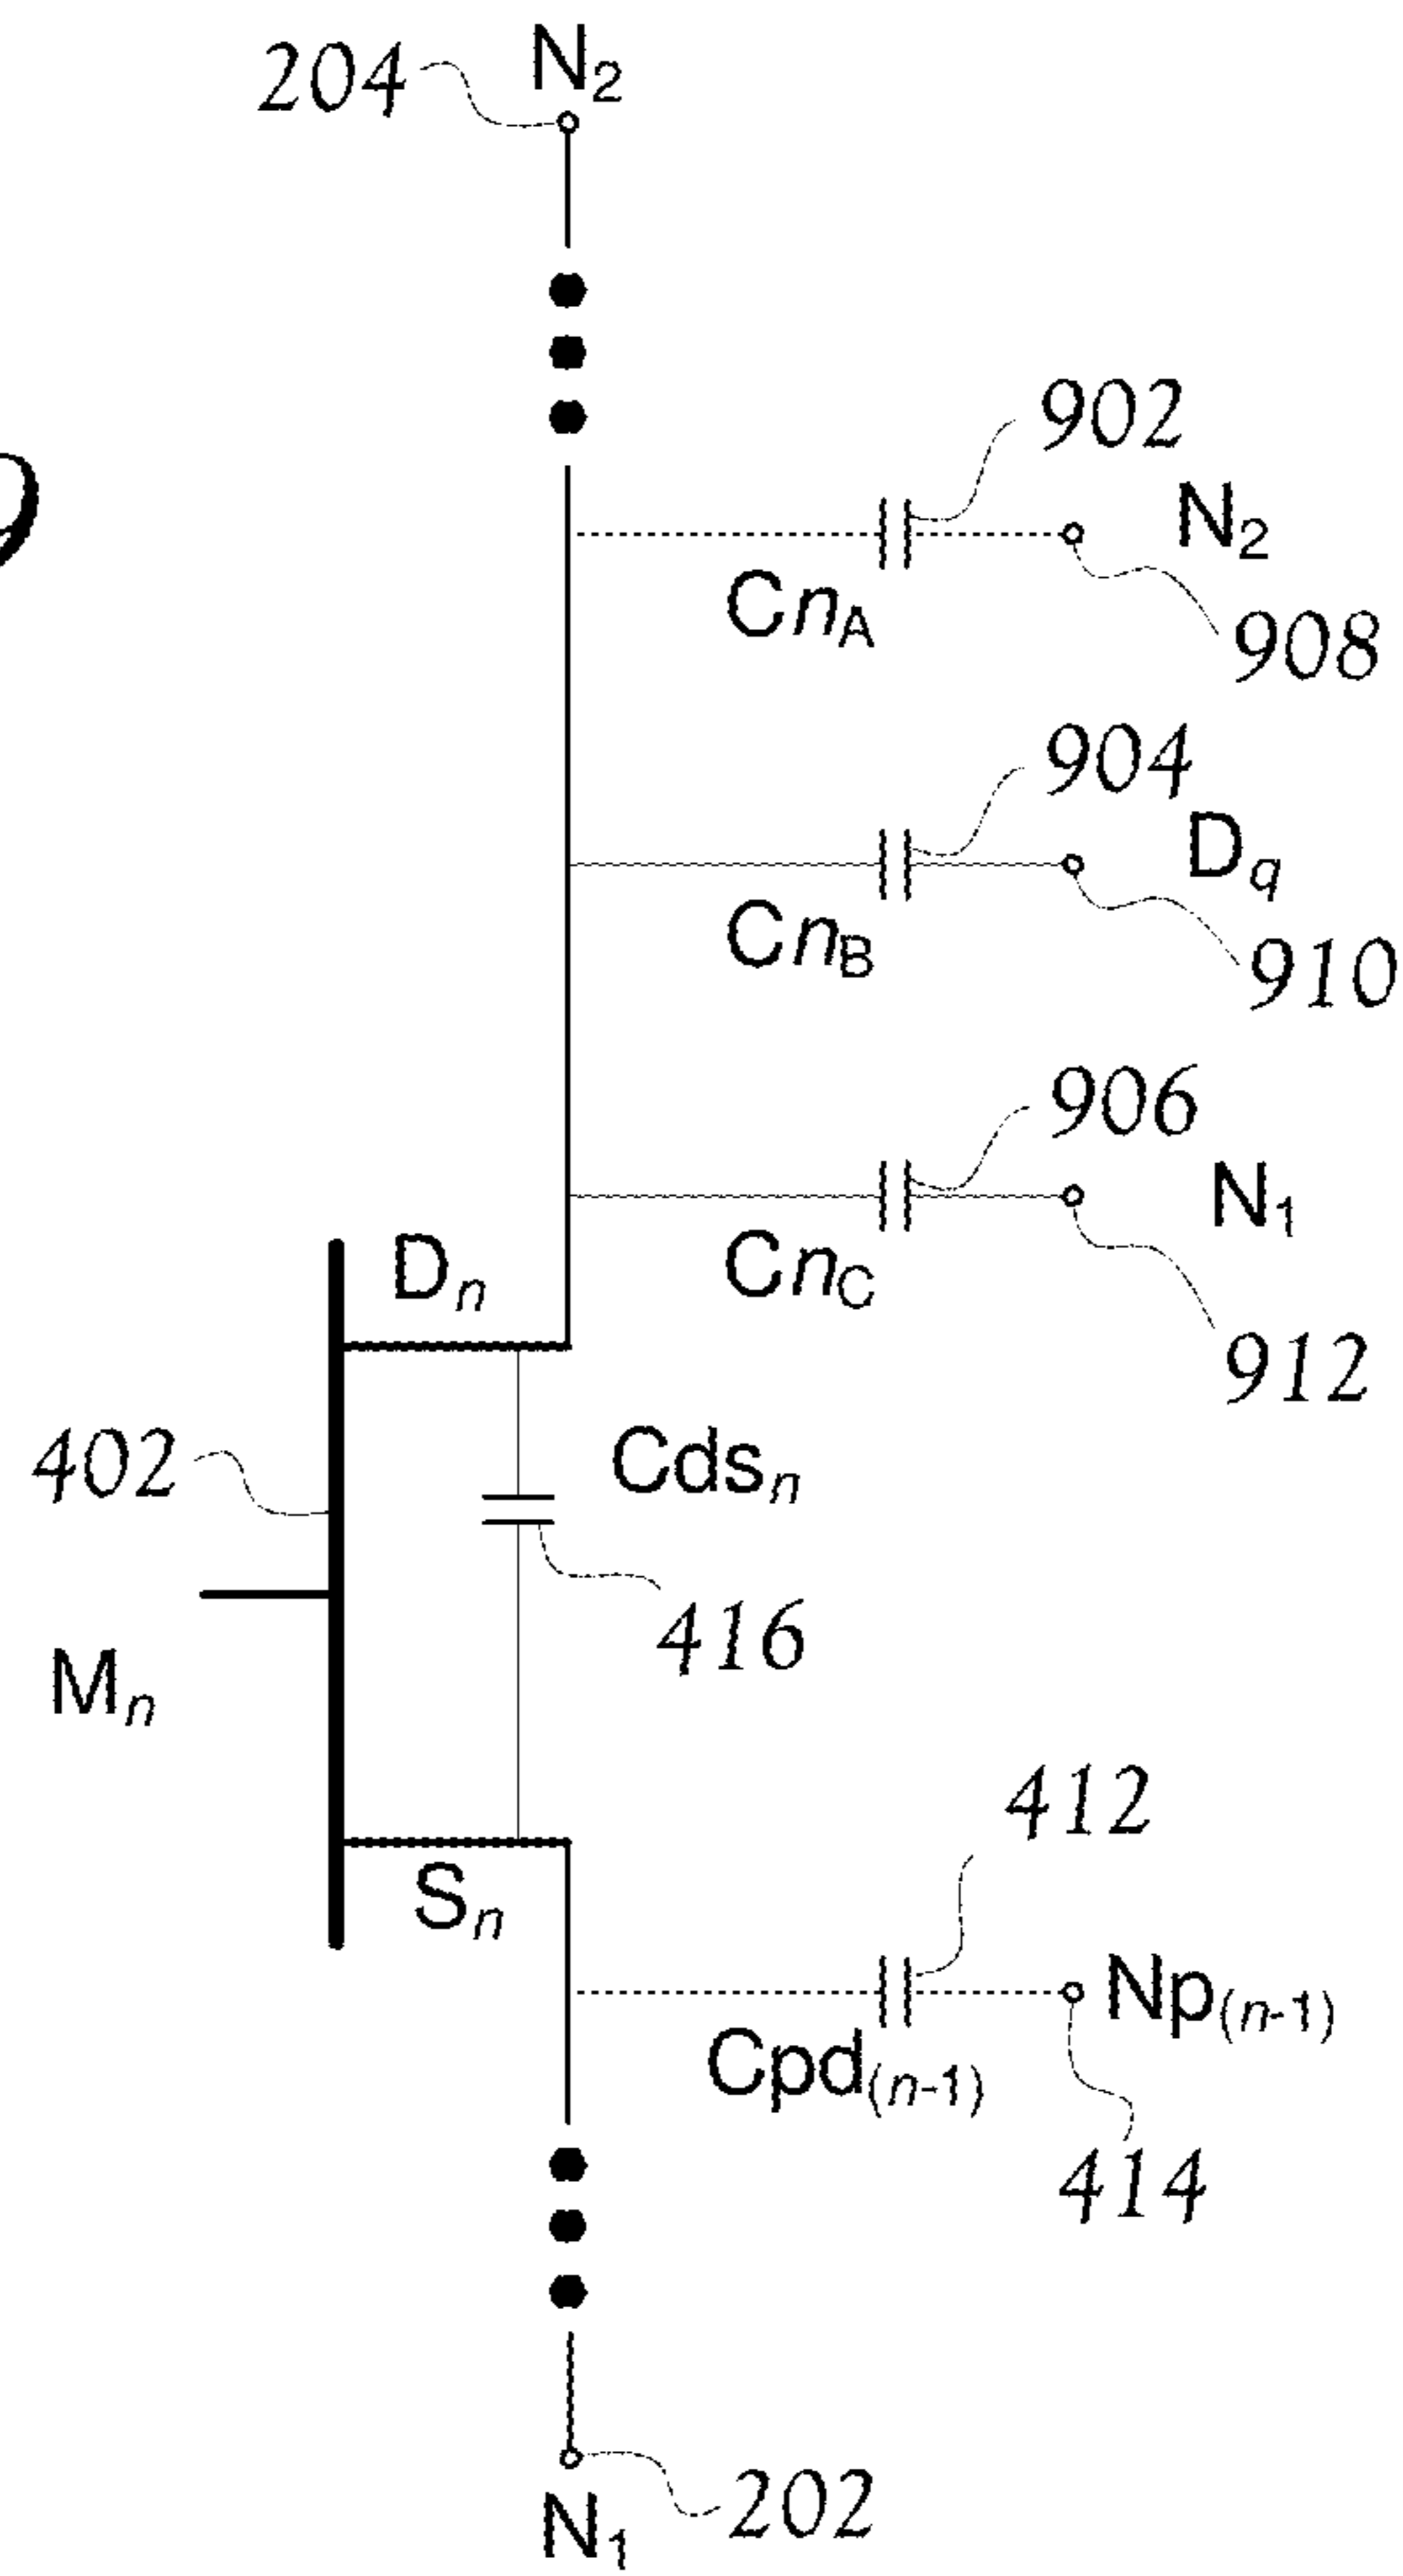 204 N₂
9
902
N₂
CnA
908
904
Dq
CnB
910
906
N₁
CnC
Dn
912
402
Cdsn
416
Mn
412
Sn
Np(n-1)
Cpd(n-1)
414
202
N₁